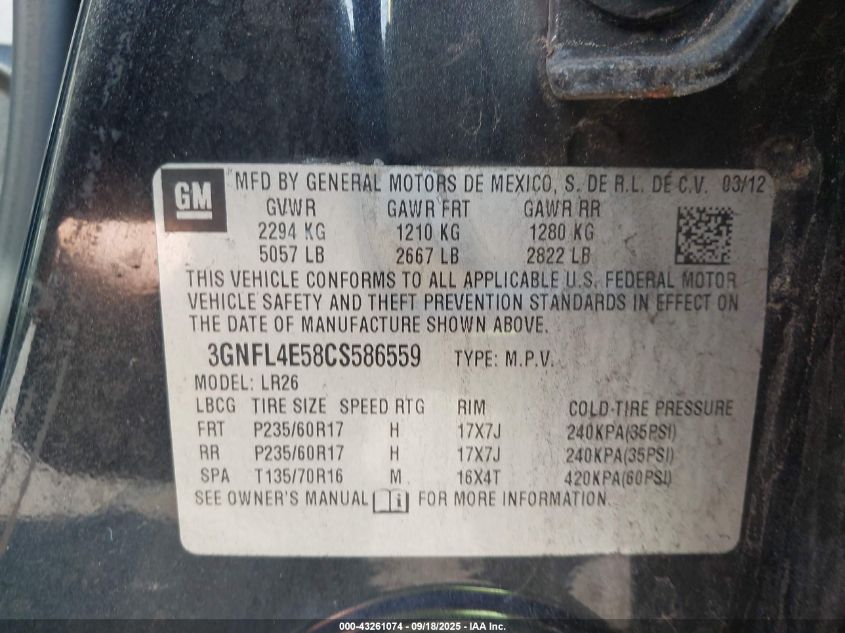 GM
MFD BY GENERAL MOTORS DE MEXICO, S. DE R.L. DE C.V. 03/12
GVWR GAWR FRT GAWR RR
2294 KG 1210 KG 1280 KG
5057 LB 2667 LB 2822 LB
THIS VEHICLE CONFORMS TO ALL APPLICABLE U.S. FEDERAL MOTOR
VEHICLE SAFETY AND THEFT PREVENTION STANDARDS IN EFFECT ON
THE DATE OF MANUFACTURE SHOWN ABOVE.
3GNFL4E58CS586559 TYPE: M.P.V.
MODEL: LR26
LBCG TIRE SIZE SPEED RTG RIM COLD-TIRE PRESSURE
FRT P235/60R17 H 17X7J 240KPA(35PSI)
RR P235/60R17 H 17X7J 240KPA(35PSI)
SPA T135/70R16 M 16X4T 420KPA(60PSI)
SEE OWNER'S MANUAL i FOR MORE INFORMATION.
000-43261074 - 09/18/2025 - IAA Inc.